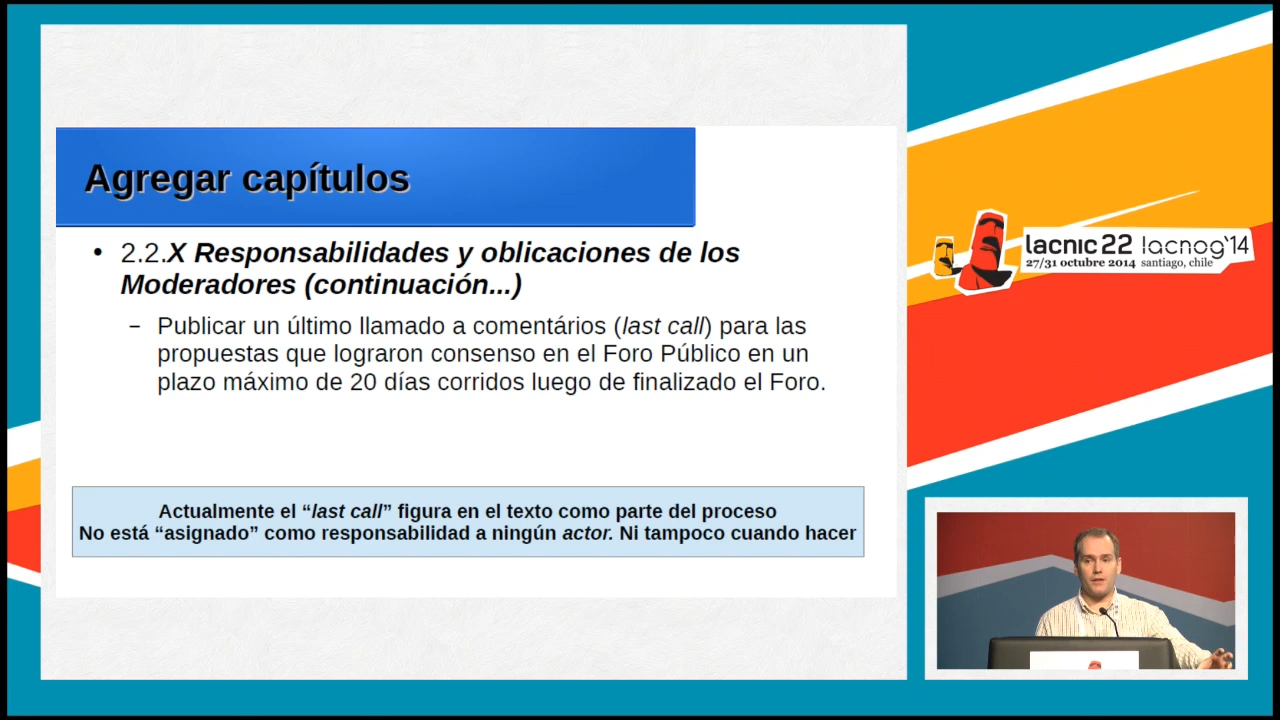 Agregar capítulos
• 2.2.X Responsabilidades y oblicaciones de los
Moderadores (continuación...)
– Publicar un último llamado a comentários (last call) para las
propuestas que lograron consenso en el Foro Público en un
plazo máximo de 20 días corridos luego de finalizado el Foro.
Actualmente el “last call” figura en el texto como parte del proceso
No está “asignado” como responsabilidad a ningún actor. Ni tampoco cuando hacer
lacnic 22 lacnog'14
27/31 octubre 2014 santiago, chile